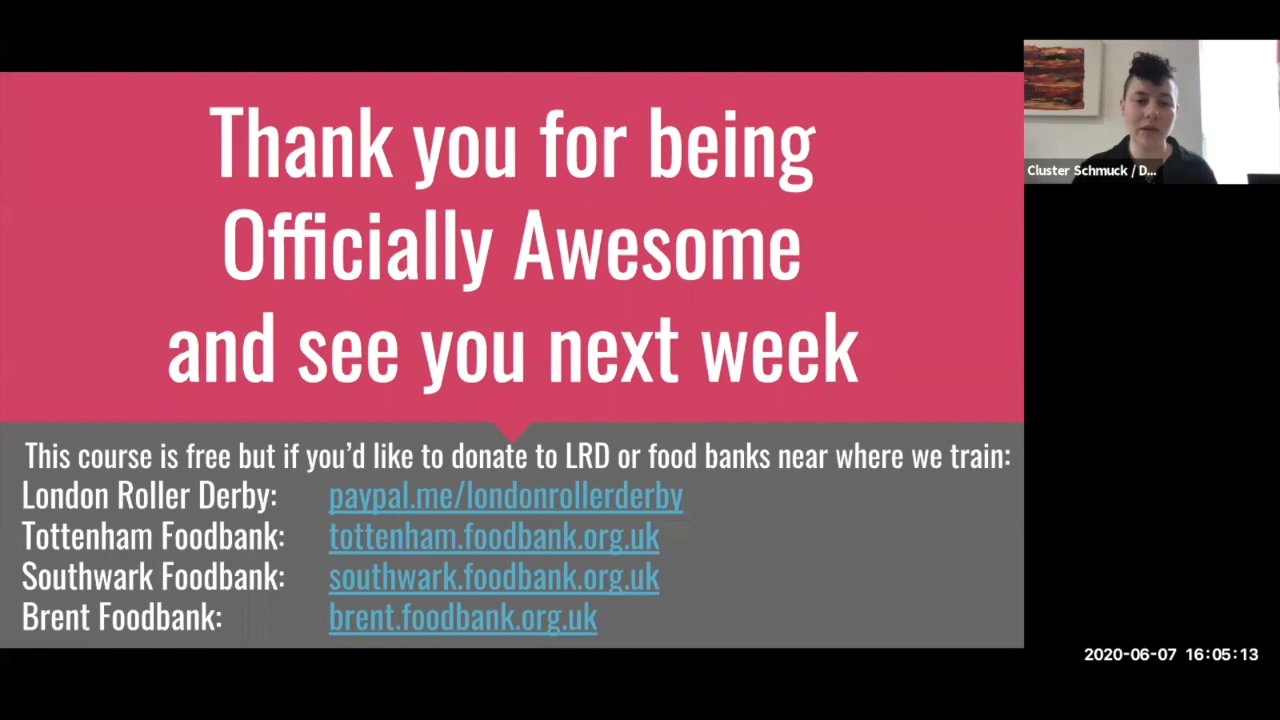 Thank you for being
Officially Awesome
and see you next week
This course is free but if you’d like to donate to LRD or food banks near where we train:
London Roller Derby: paypal.me/londonrollerderby
Tottenham Foodbank: tottenham.foodbank.org.uk
Southwark Foodbank: southwark.foodbank.org.uk
Brent Foodbank: brent.foodbank.org.uk
Cluster Schmuck / D...
2020-06-07 16:05:13